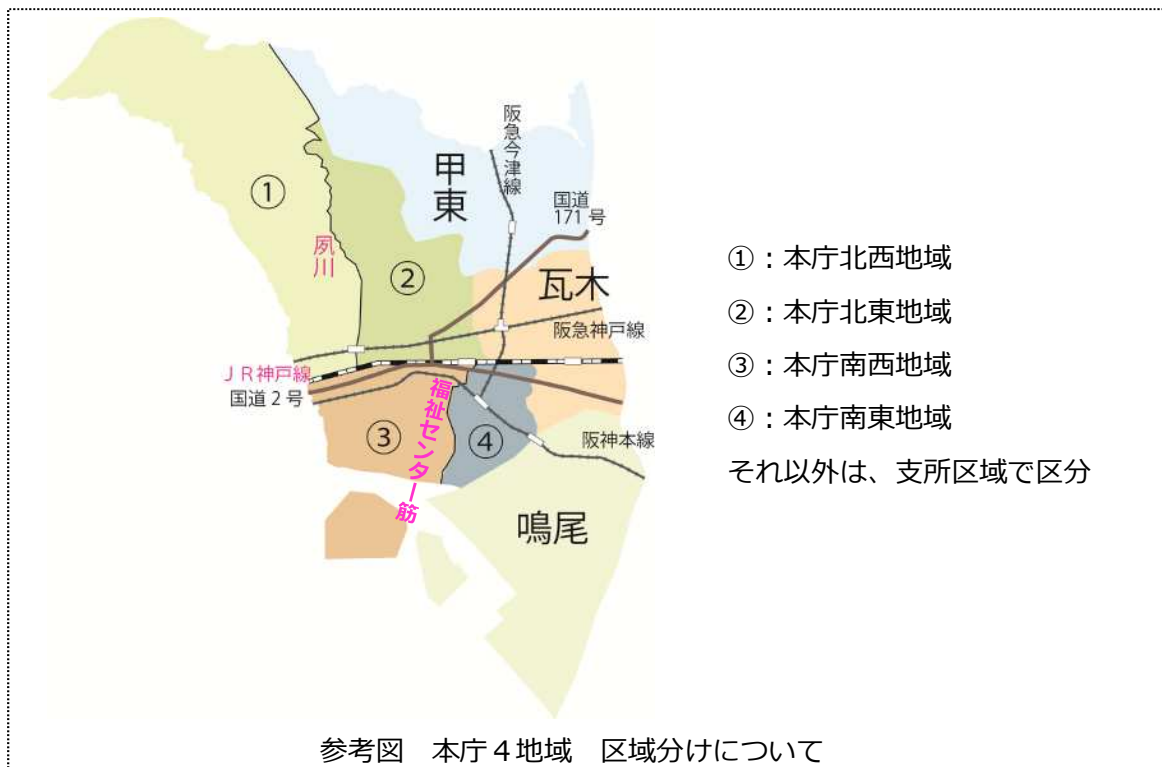 阪急今津線
甲東
国道
171 号
①
夙川
②
瓦木
阪急神戸線
ＪＲ神戸線
国道２号
福祉センター筋
③
④
阪神本線
鳴尾
①：本庁北西地域
②：本庁北東地域
③：本庁南西地域
④：本庁南東地域
それ以外は、支所区域で区分
参考図　本庁４地域　区域分けについて